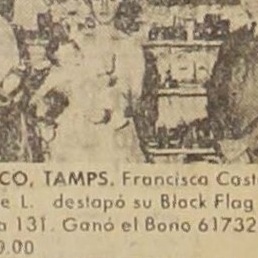 CO, TAMPS. Francisca Cast
e L. destapó su Black Flag
a 131. Ganó el Bono 61732
9.00